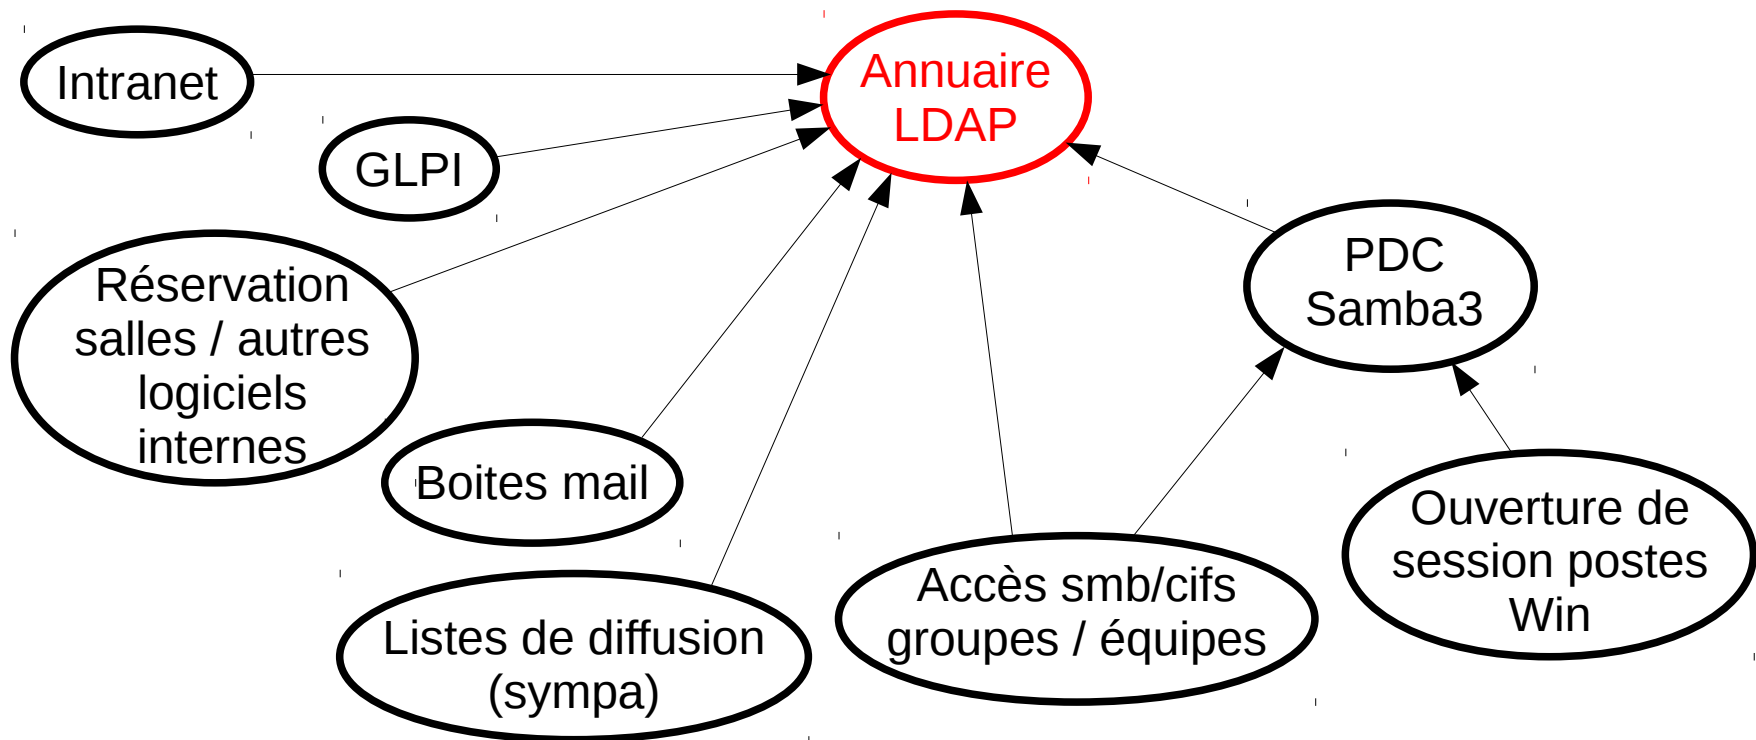 Intranet
Annuaire
LDAP
GLPI
Réservation
salles / autres
logiciels
internes
PDC
Samba3
Boites mail
Ouverture de
session postes
Win
Accès smb/cifs
groupes / équipes
Listes de diffusion
(sympa)